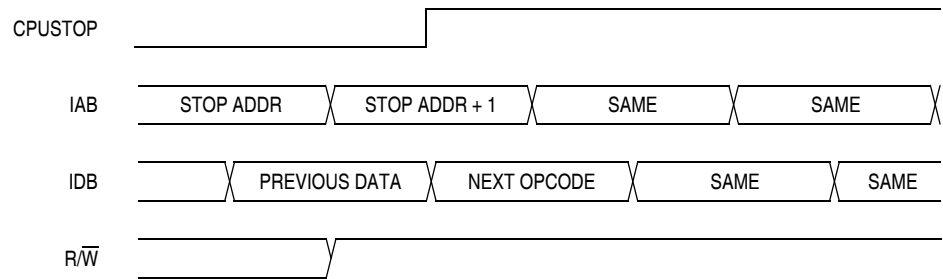 CPUSTOP
IAB STOP ADDR STOP ADDR + 1 SAME SAME
IDB PREVIOUS DATA NEXT OPCODE SAME SAME
R/W̅